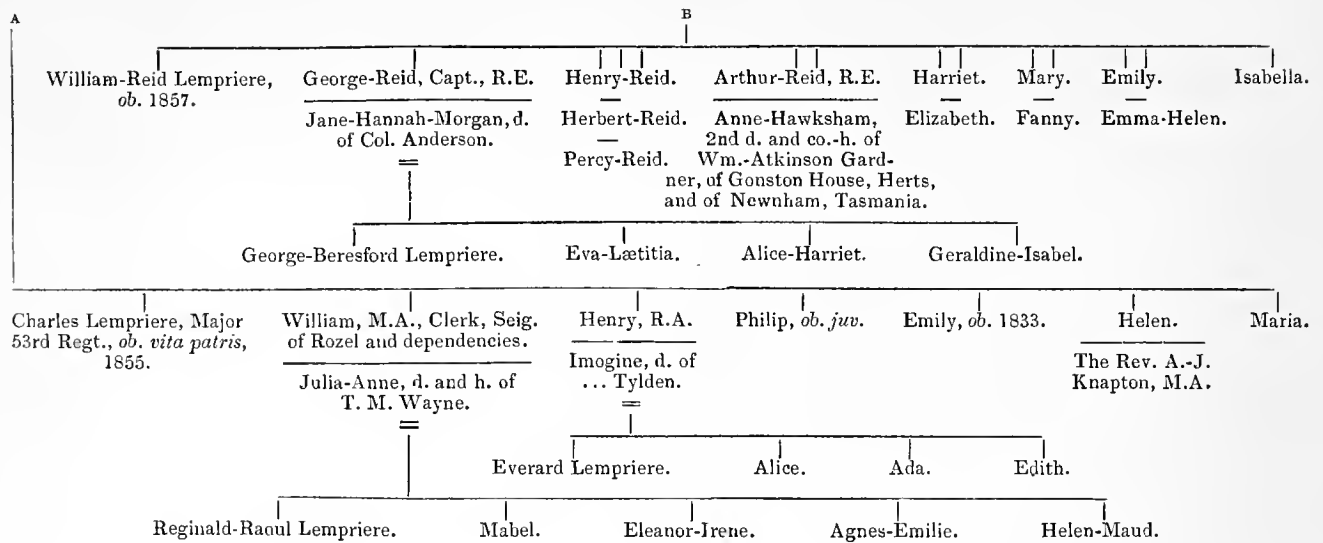 A
B
William-Reid Lempriere,
ob. 1857.
George-Reid, Capt., R.E.
Jane-Hannah-Morgan, d.
of Col. Anderson.
Henry-Reid.
Herbert-Reid.
Percy-Reid.
Arthur-Reid, R.E.
Anne-Hawksham,
2nd d. and co.-h. of
Wm.-Atkinson Gard-
ner, of Gonston House, Herts,
and of Newnham, Tasmania.
Harriet.
Elizabeth.
Mary.
Fanny.
Emily.
Emma-Helen.
Isabella.
George-Beresford Lempriere.
Eva-Lætitia.
Alice-Harriet.
Geraldine-Isabel.
Charles Lempriere, Major
53rd Regt., ob. vita patris,
1855.
William, M.A., Clerk, Seig.
of Rozel and dependencies.
Julia-Anne, d. and h. of
T. M. Wayne.
Henry, R.A.
Imogine, d. of
... Tylden.
Philip, ob. juv.
Emily, ob. 1833.
Helen.
The Rev. A.-J.
Knapton, M.A.
Maria.
Everard Lempriere.
Alice.
Ada.
Edith.
Reginald-Raoul Lempriere.
Mabel.
Eleanor-Irene.
Agnes-Emilie.
Helen-Maud.